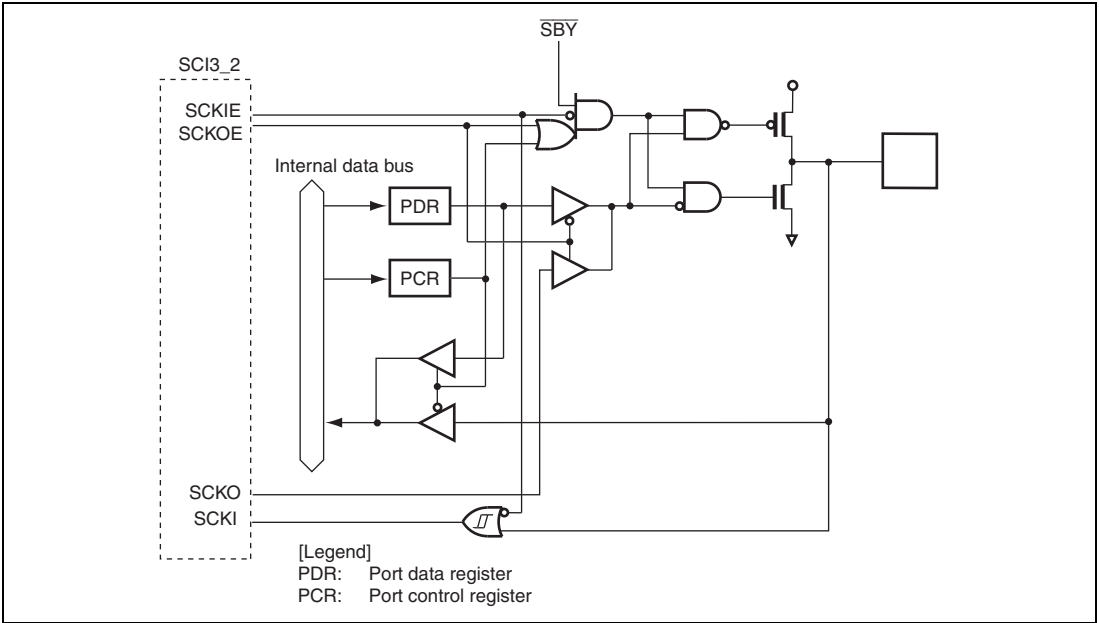 SBY
SCI3_2
SCKIE
SCKOE
Internal data bus
PDR
PCR
SCKO
SCKI
[Legend]
PDR: Port data register
PCR: Port control register